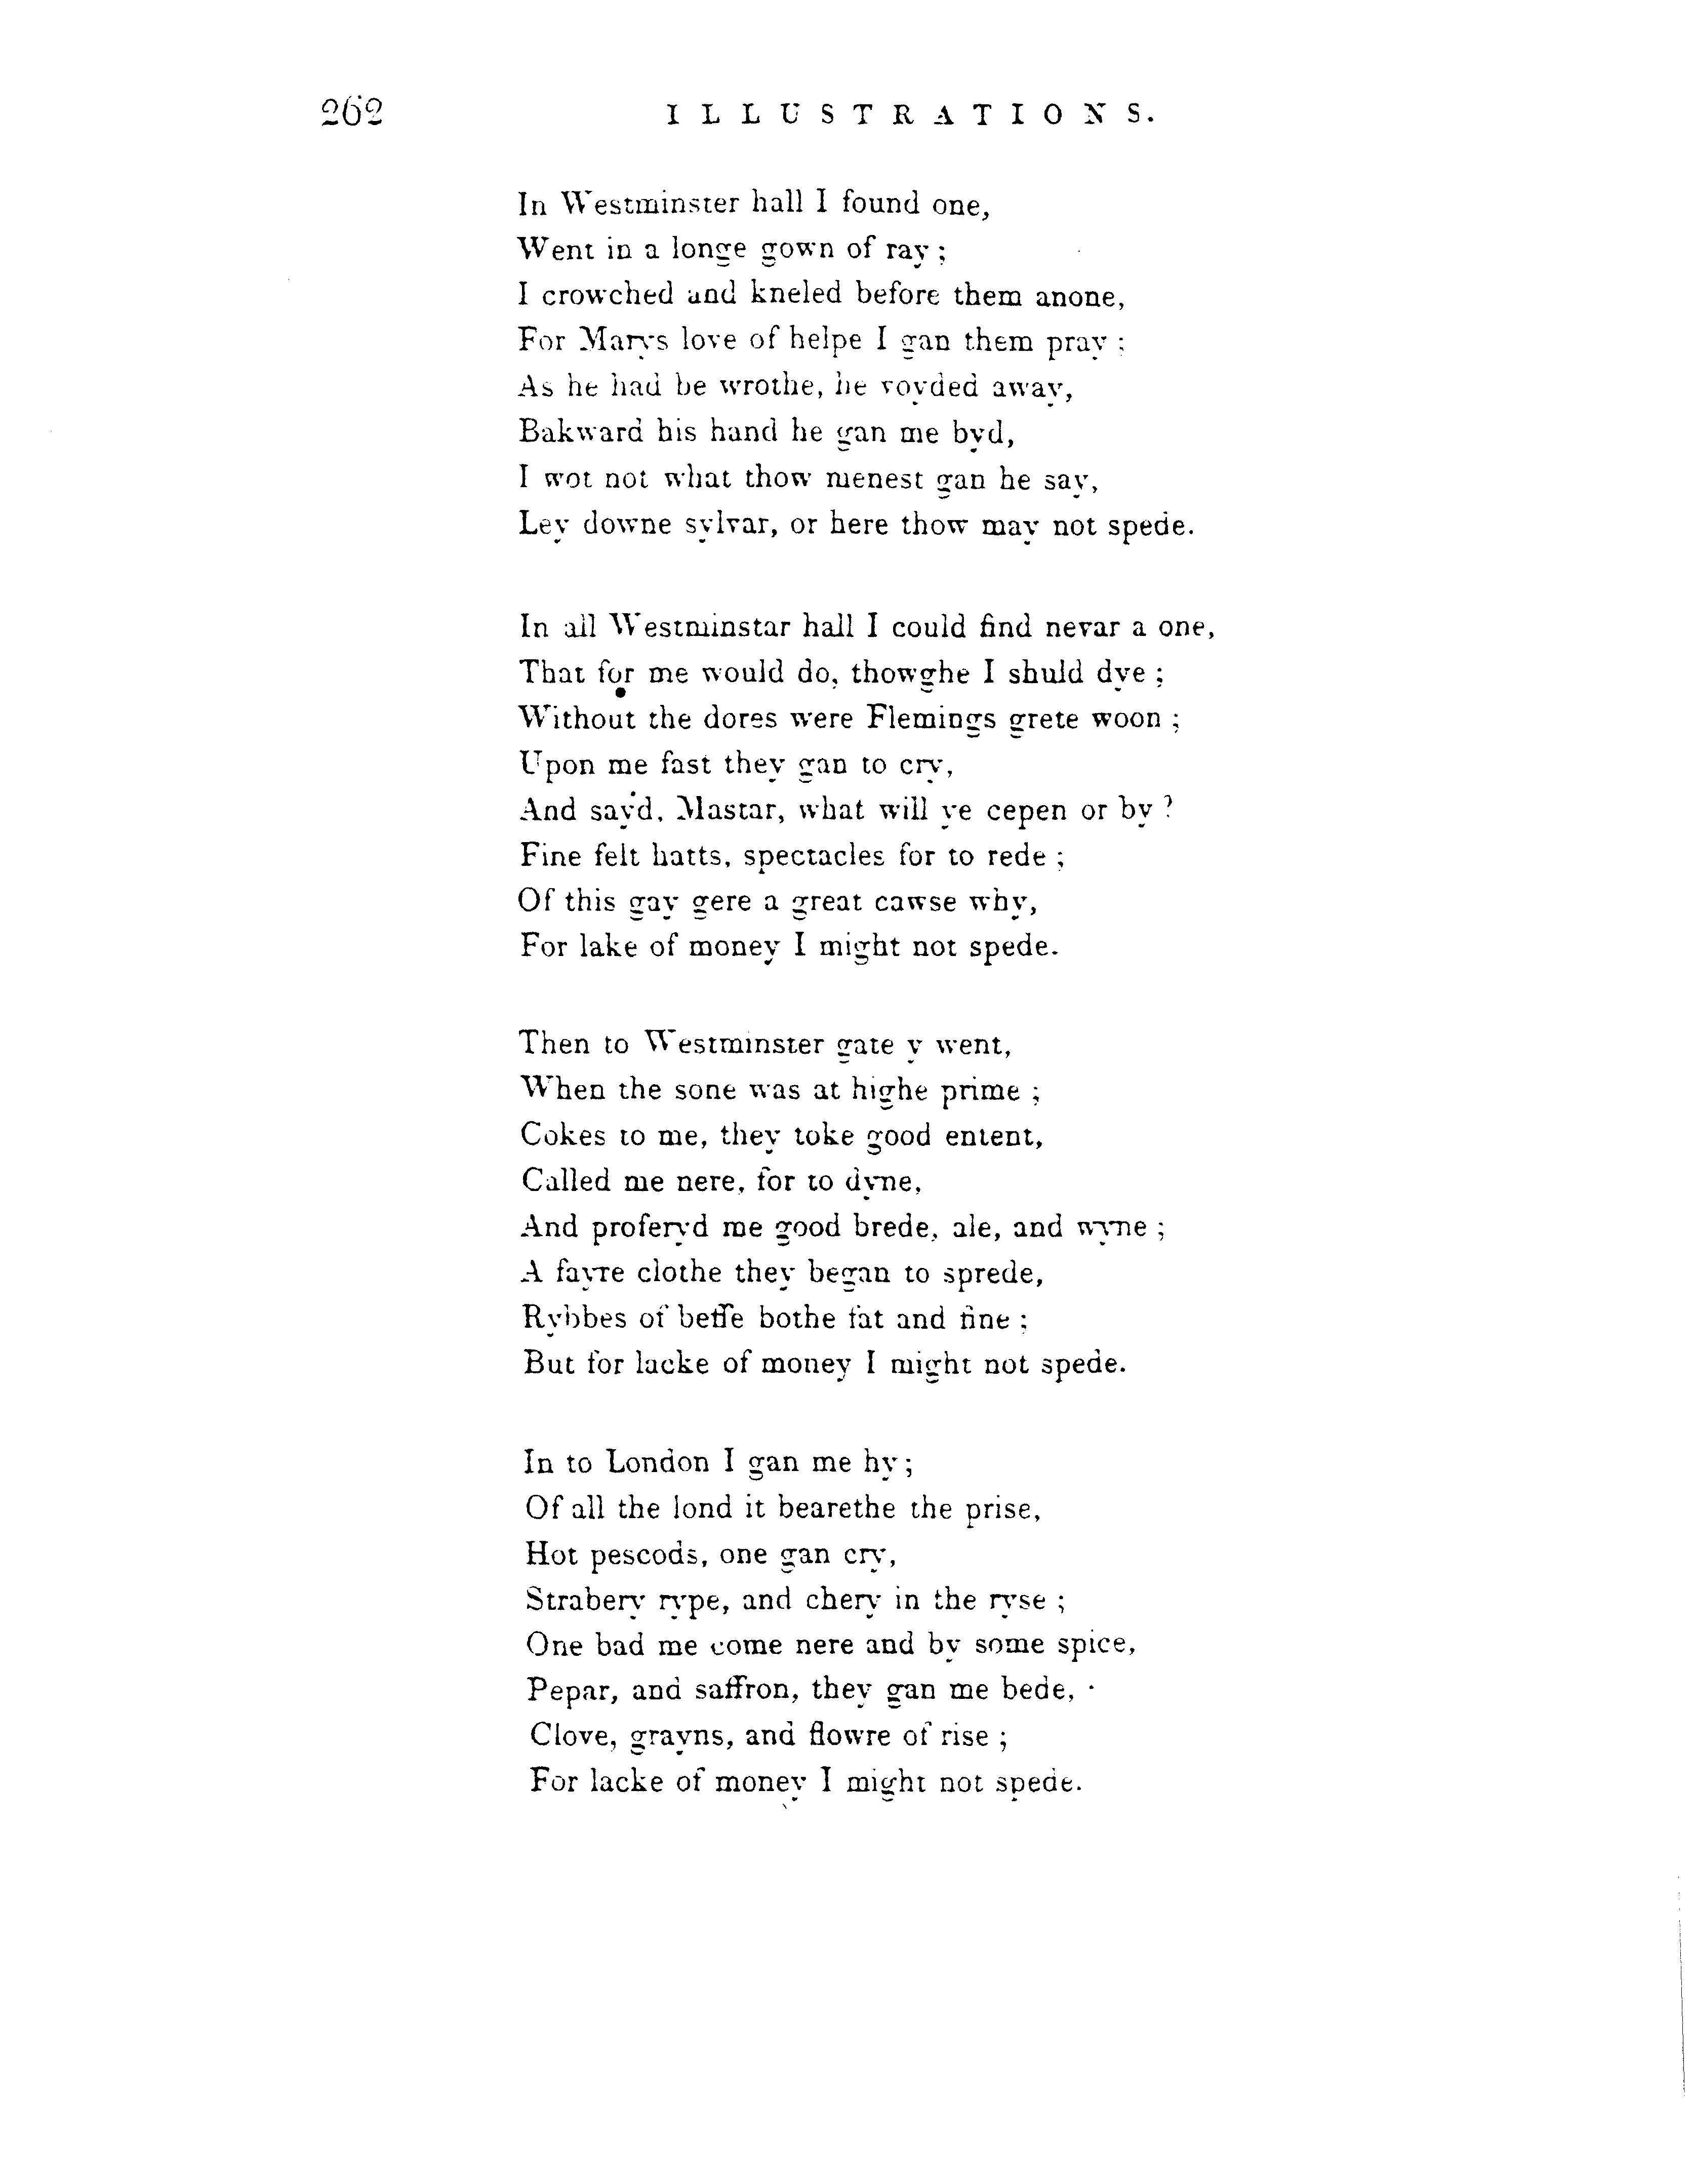 262 ILLUSTRATIONS.
In Westminster hall I found one,
Went in a longe gown of ray;
I crowched and kneled before them anone,
For Marys love of helpe I gan them pray:
As he had be wrothe, he voyded away,
Bakward his hand he gan me byd,
I wot not what thow menest gan he say,
Ley downe sylvar, or here thow may not spede.
In all Westminstar hall I could find nevar a one,
That for me would do, thowghe I shuld dye;
Without the dores were Flemings grete woon;
Upon me fast they gan to cry,
And say'd, Mastar, what will ye cepen or by?
Fine felt hatts, spectacles for to rede;
Of this gay gere a great cawse why,
For lake of money I might not spede.
Then to Westminster gate y went,
When the sone was at highe prime;
Cokes to me, they toke good entent,
Called me nere, for to dyne,
And proferyd me good brede, ale, and wyne;
A fayre clothe they began to sprede,
Rybbes of beffe bothe fat and fine;
But for lacke of money I might not spede.
In to London I gan me hy;
Of all the lond it bearethe the prise,
Hot pescods, one gan cry,
Strabery rype, and chery in the ryse;
One bad me come nere and by some spice,
Pepar, and saffron, they gan me bede,
Clove, grayns, and flowre of rise;
For lacke of money I might not spede.